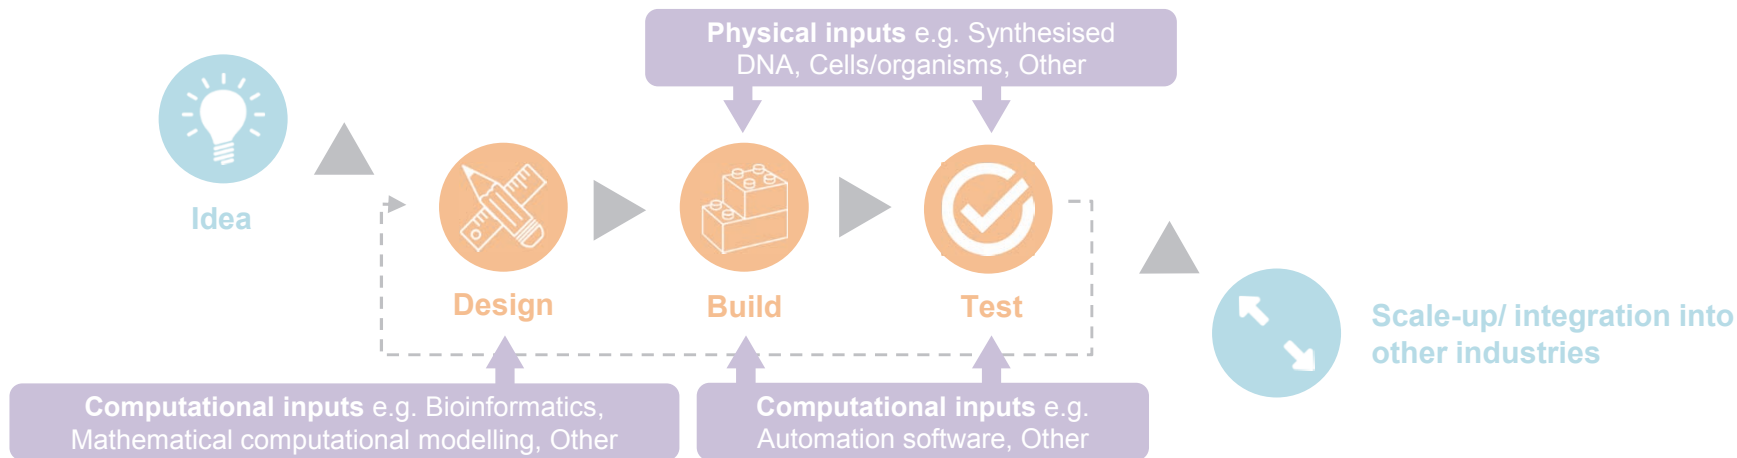 Physical inputs e.g. Synthesised
DNA, Cells/organisms, Other
Idea
Design
Build
Test
Scale-up/ integration into
other industries
Computational inputs e.g. Bioinformatics,
Mathematical computational modelling, Other
Computational inputs e.g.
Automation software, Other